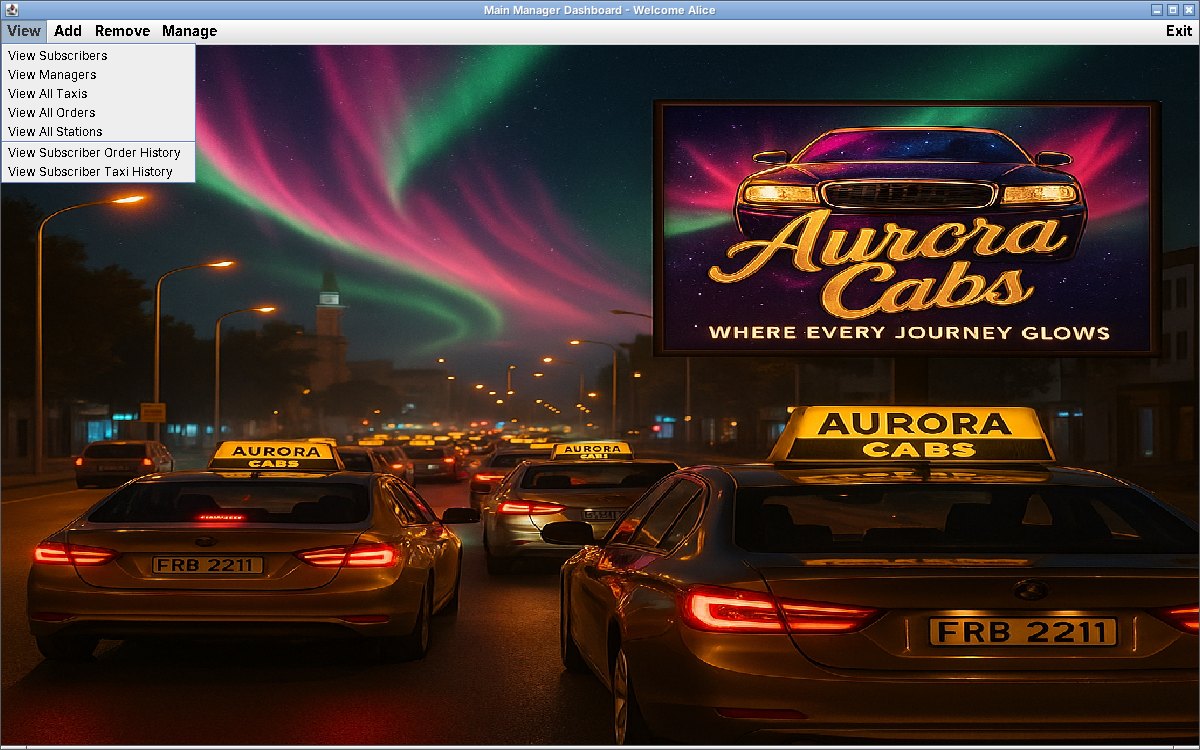 Main Manager Dashboard - Welcome Alice
View Add Remove Manage Exit
View Subscribers
View Managers
View All Taxis
View All Orders
View All Stations
View Subscriber Order History
View Subscriber Taxi History
Aurora
Cabs
WHERE EVERY JOURNEY GLOWS
AURORA
CABS
AURORA
CABS
AURORA
CABS
FRB 2211
FRB 2211